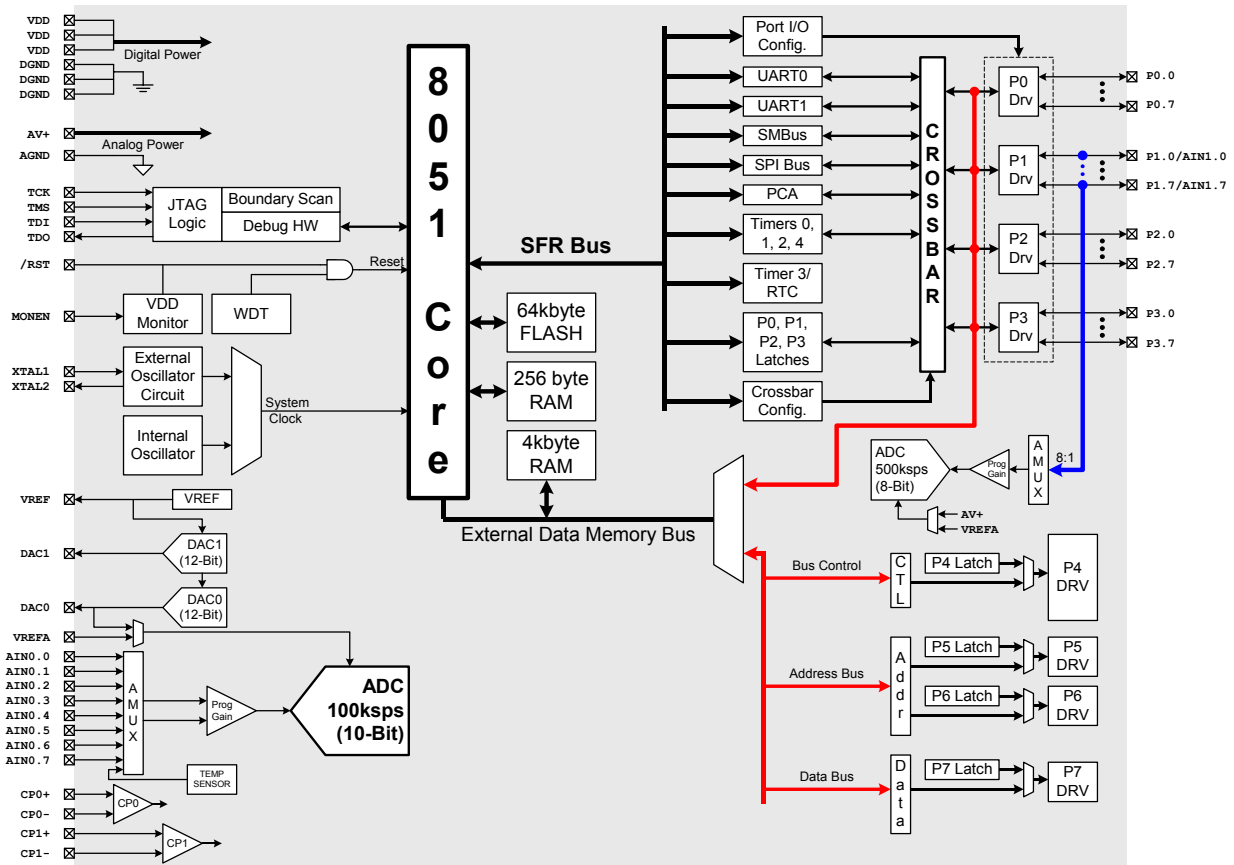 VDD
VDD
VDD
Digital Power
DGND
DGND
DGND
AV+
Analog Power
AGND
TCK
TMS
TDI
TDO
JTAG
Logic
Boundary Scan
Debug HW
/RST
Reset
MONEN
VDD
Monitor
WDT
XTAL1
XTAL2
External
Oscillator
Circuit
Internal
Oscillator
System
Clock
VREF
VREF
DAC1
DAC1
(12-Bit)
DAC0
DAC0
(12-Bit)
VREFA
AIN0.0
AIN0.1
AIN0.2
AIN0.3
AIN0.4
AIN0.5
AIN0.6
AIN0.7
AMUX
Prog
Gain
ADC
100ksps
(10-Bit)
TEMP
SENSOR
CP0+
CP0-
CP0
CP1+
CP1-
CP1
8051 Core
SFR Bus
64kbyte
FLASH
256 byte
RAM
4kbyte
RAM
External Data Memory Bus
Port I/O
Config.
UART0
UART1
SMBus
SPI Bus
PCA
Timers 0,
1, 2, 4
Timer 3/
RTC
P0, P1,
P2, P3
Latches
Crossbar
Config.
CROSSBAR
P0
Drv
P1
Drv
P2
Drv
P3
Drv
P0.0
P0.7
P1.0/AIN1.0
P1.7/AIN1.7
P2.0
P2.7
P3.0
P3.7
ADC
500ksps
(8-Bit)
Prog
Gain
AMUX
8:1
AV+
VREFA
Bus Control
CTL
P4 Latch
P4
DRV
Address Bus
Addr
P5 Latch
P5
DRV
P6 Latch
P6
DRV
Data Bus
Data
P7 Latch
P7
DRV